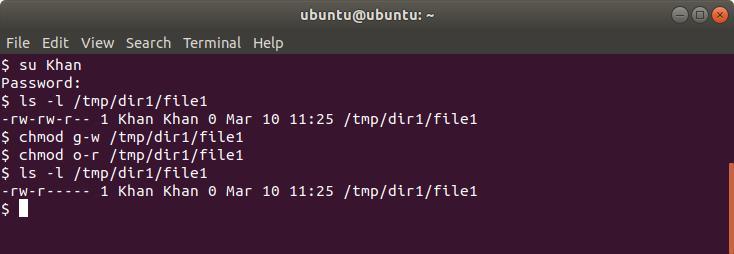 ubuntu@ubuntu: ~
File Edit View Search Terminal Help
$ su Khan
Password:
$ ls -l /tmp/dir1/file1
-rw-rw-r-- 1 Khan Khan 0 Mar 10 11:25 /tmp/dir1/file1
$ chmod g-w /tmp/dir1/file1
$ chmod o-r /tmp/dir1/file1
$ ls -l /tmp/dir1/file1
-rw-r----- 1 Khan Khan 0 Mar 10 11:25 /tmp/dir1/file1
$